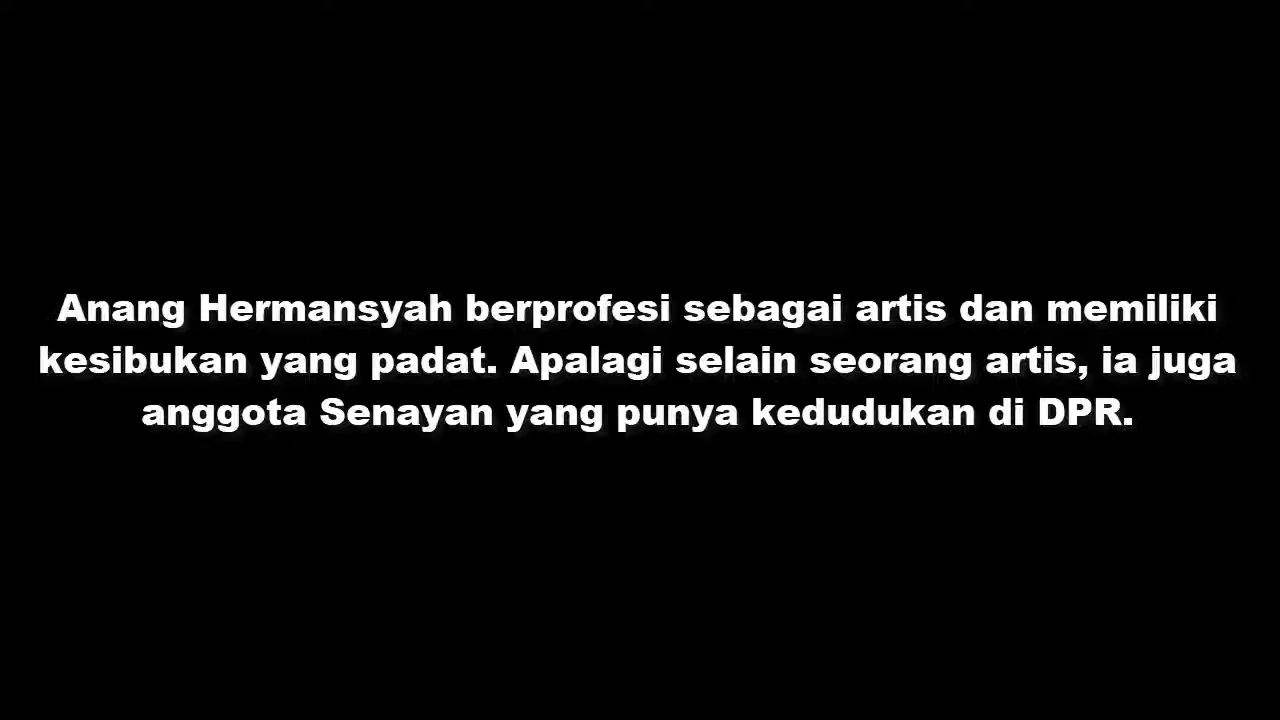 Anang Hermansyah berprofesi sebagai artis dan memiliki
kesibukan yang padat. Apalagi selain seorang artis, ia juga
anggota Senayan yang punya kedudukan di DPR.